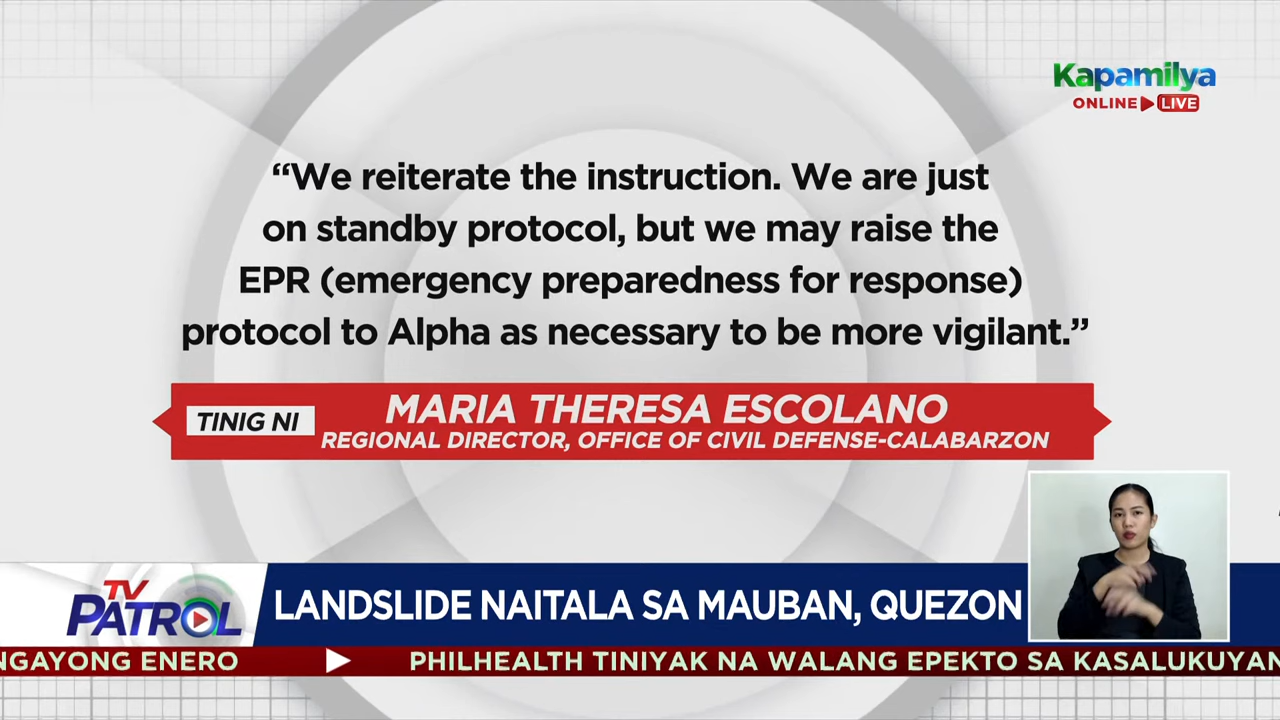 Kapamilya
ONLINE LIVE
“We reiterate the instruction. We are just
on standby protocol, but we may raise the
EPR (emergency preparedness for response)
protocol to Alpha as necessary to be more vigilant.”
TINIG NI
MARIA THERESA ESCOLANO
REGIONAL DIRECTOR, OFFICE OF CIVIL DEFENSE-CALABARZON
TV PATROL
LANDSLIDE NAITALA SA MAUBAN, QUEZON
NGAYONG ENERO PHILHEALTH TINIYAK NA WALANG EPEKTO SA KASALUKUYAN